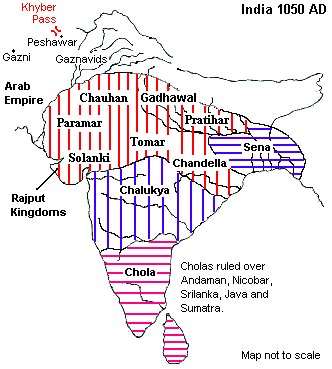 India 1050 AD
Khyber
Pass
Peshawar
Gazni
Gaznavids
Arab
Empire
Chauhan
Gadhawal
Paramar
Pratihar
Tomar
Sena
Solanki
Chandella
Chalukya
Rajput
Kingdoms
Chola
Cholas ruled over
Andaman, Nicobar,
Srilanka, Java and
Sumatra.
Map not to scale